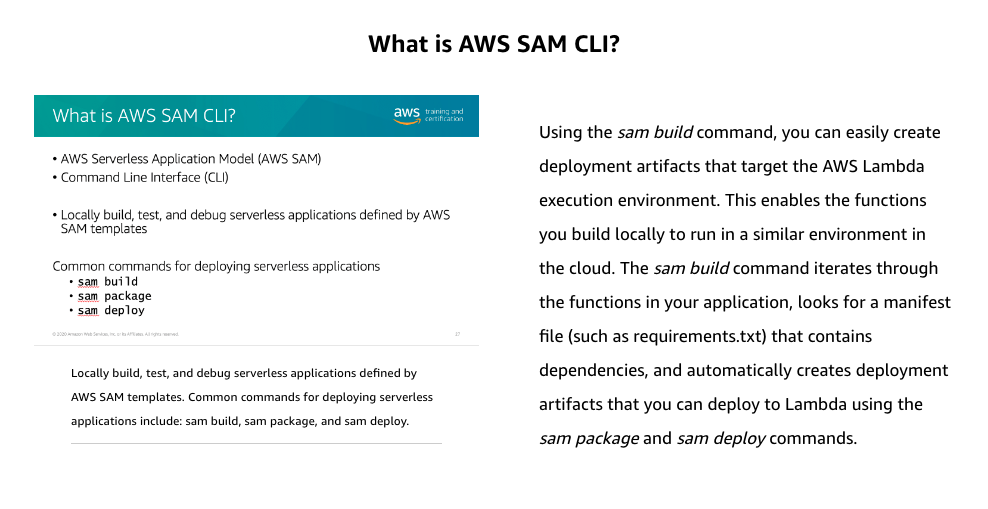 What is AWS SAM CLI?
What is AWS SAM CLI?
aws training and
certification
• AWS Serverless Application Model (AWS SAM)
• Command Line Interface (CLI)
• Locally build, test, and debug serverless applications defined by AWS
SAM templates
Common commands for deploying serverless applications
• sam build
• sam package
• sam deploy
© 2020 Amazon Web Services, Inc. or its Affiliates. All rights reserved.
27
Locally build, test, and debug serverless applications defined by
AWS SAM templates. Common commands for deploying serverless
applications include: sam build, sam package, and sam deploy.
Using the sam build command, you can easily create
deployment artifacts that target the AWS Lambda
execution environment. This enables the functions
you build locally to run in a similar environment in
the cloud. The sam build command iterates through
the functions in your application, looks for a manifest
file (such as requirements.txt) that contains
dependencies, and automatically creates deployment
artifacts that you can deploy to Lambda using the
sam package and sam deploy commands.